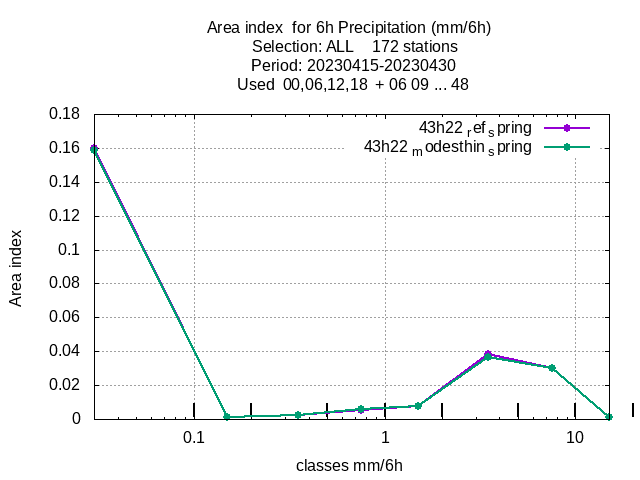 Area index  for 6h Precipitation (mm/6h)
Selection: ALL    172 stations
Period: 20230415-20230430
Used  00,06,12,18  + 06 09 ... 48
43h22 ref spring
43h22 modesthin spring
0.18
0.16
0.14
0.12
0.1
0.08
0.06
0.04
0.02
0
Area index
0.1 1 10
classes mm/6h